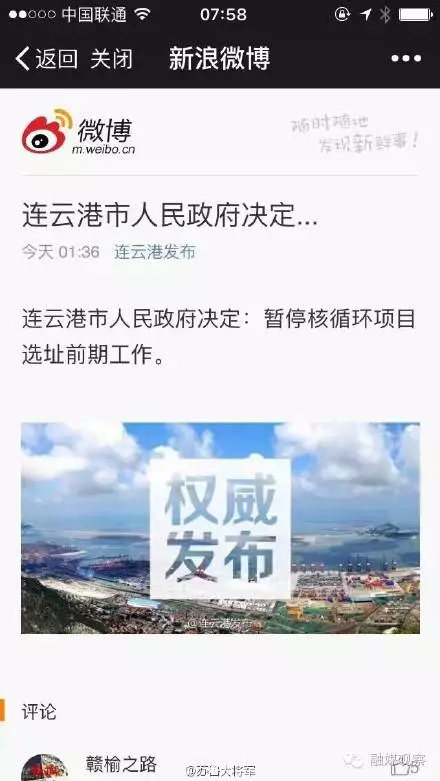 中国联通 07:58
返回 关闭 新浪微博
微博
m.weibo.cn
随时随地
发现新鲜事！
连云港市人民政府决定...
今天 01:36 连云港发布
连云港市人民政府决定：暂停核循环项目
选址前期工作。
权威
发布
@连云港发布
评论
赣榆之路
@苏鲁大将军
融媒观察
5